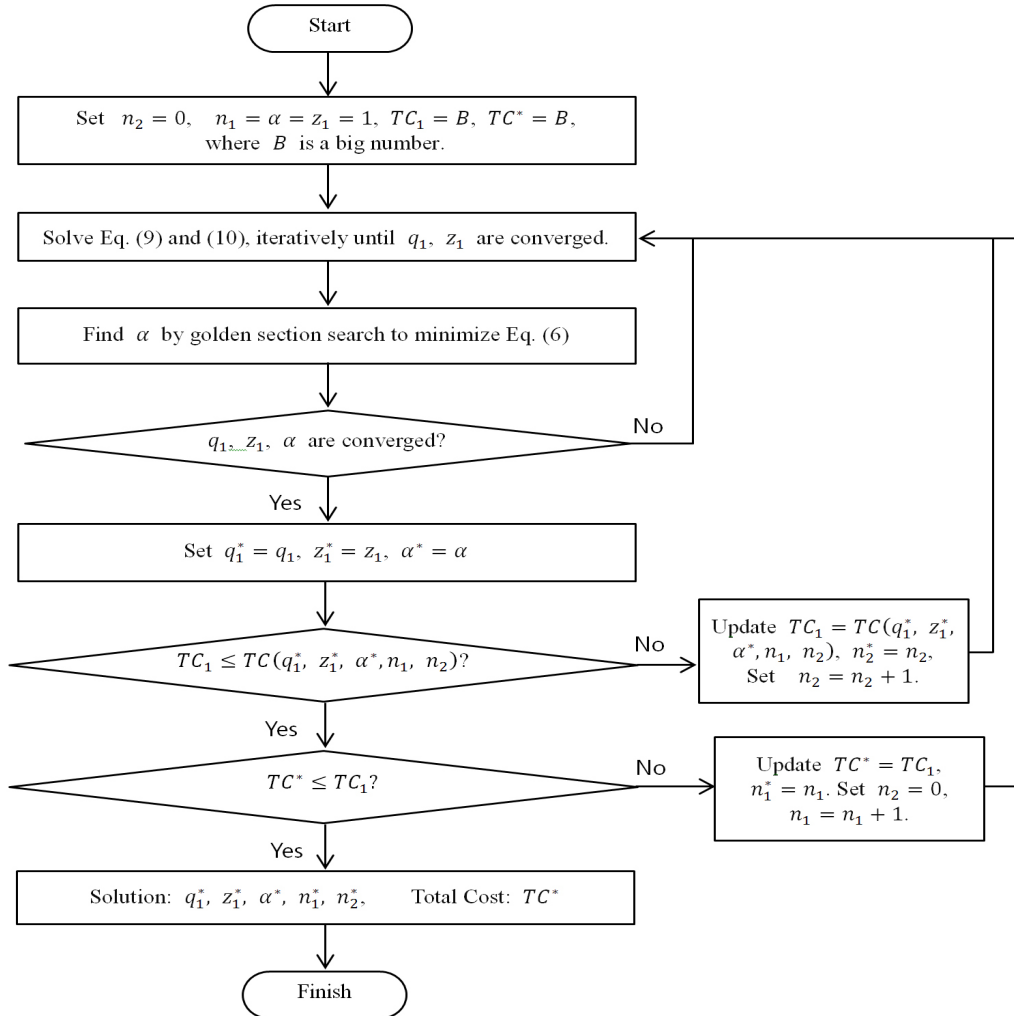 Start
Set n₂ = 0, n₁ = α = z₁ = 1, TC₁ = B, TC* = B,
where B is a big number.
Solve Eq. (9) and (10), iteratively until q₁, z₁ are converged.
Find α by golden section search to minimize Eq. (6)
q₁, z₁, α are converged?
No
Yes
Set q₁* = q₁, z₁* = z₁, α* = α
TC₁ ≤ TC(q₁*, z₁*, α*, n₁, n₂)?
No
Update TC₁ = TC(q₁*, z₁*,
α*, n₁, n₂), n₂* = n₂,
Set n₂ = n₂ + 1.
Yes
TC* ≤ TC₁?
No
Update TC* = TC₁,
n₁* = n₁. Set n₂ = 0,
n₁ = n₁ + 1.
Yes
Solution: q₁*, z₁*, α*, n₁*, n₂*, Total Cost: TC*
Finish